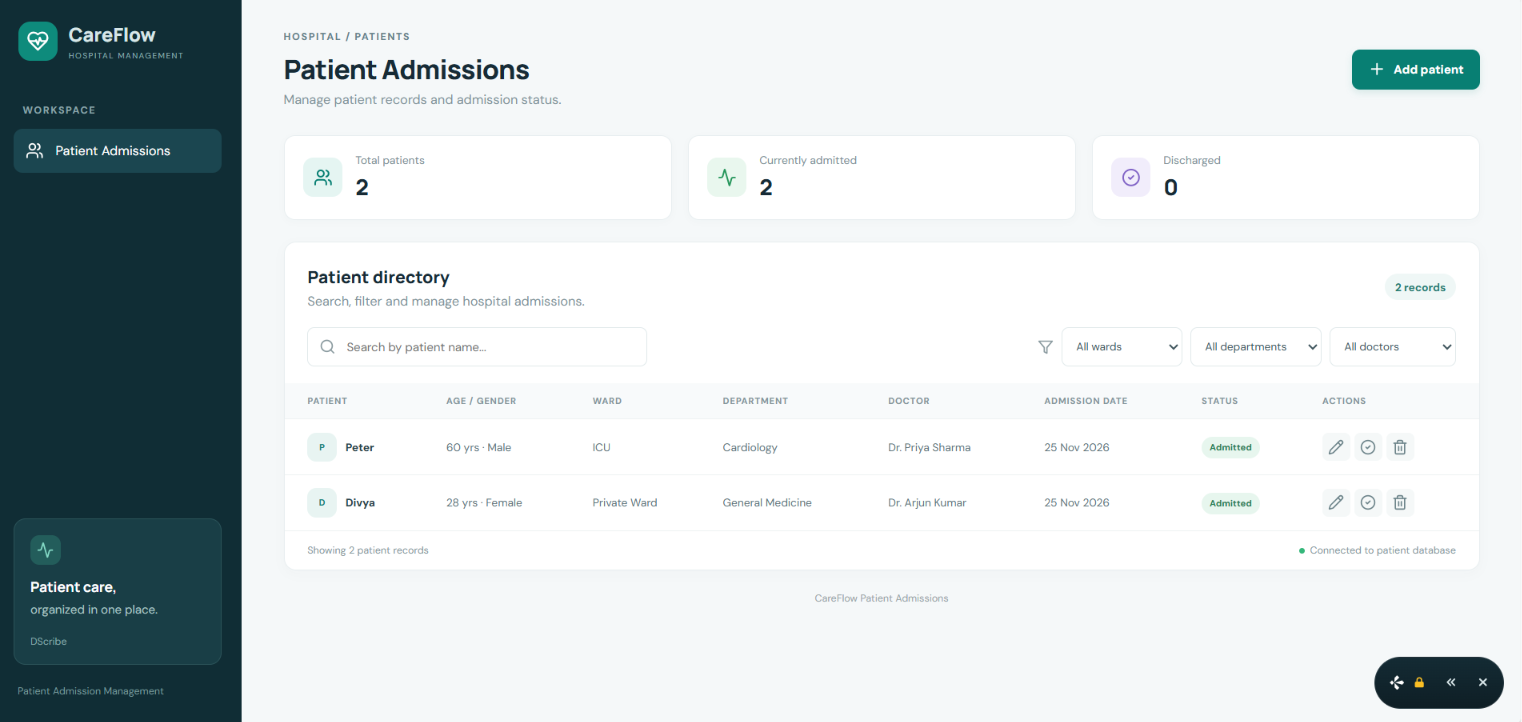 CareFlow
HOSPITAL MANAGEMENT
WORKSPACE
Patient Admissions
Patient care,
organized in one place.
DScribe
Patient Admission Management
HOSPITAL / PATIENTS
Patient Admissions
Manage patient records and admission status.
Add patient
Total patients
2
Currently admitted
2
Discharged
0
Patient directory
Search, filter and manage hospital admissions.
2 records
Search by patient name...
All wards
All departments
All doctors
PATIENT AGE / GENDER WARD DEPARTMENT DOCTOR ADMISSION DATE STATUS ACTIONS
P Peter 60 yrs · Male ICU Cardiology Dr. Priya Sharma 25 Nov 2026 Admitted
D Divya 28 yrs · Female Private Ward General Medicine Dr. Arjun Kumar 25 Nov 2026 Admitted
Showing 2 patient records
Connected to patient database
CareFlow Patient Admissions